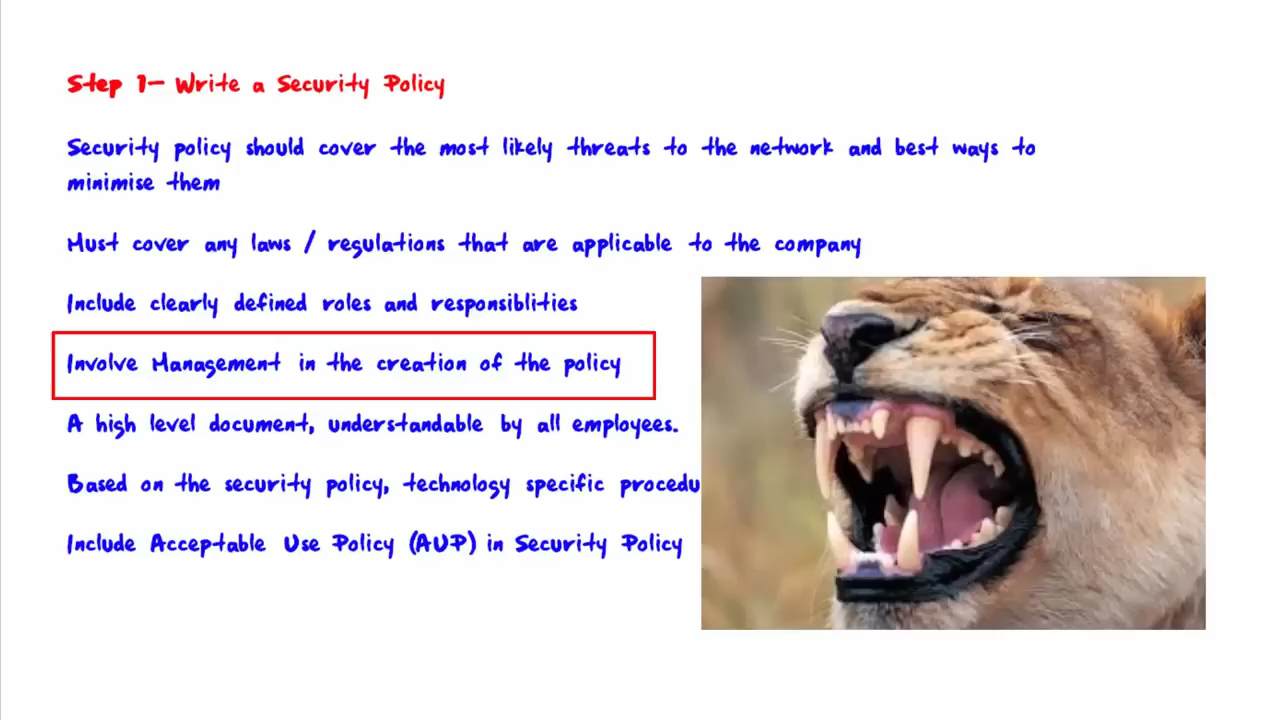 Step 1- Write a Security Policy
Security policy should cover the most likely threats to the network and best ways to
minimise them
Must cover any laws / regulations that are applicable to the company
Include clearly defined roles and responsiblities
Involve Management in the creation of the policy
A high level document, understandable by all employees.
Based on the security policy, technology specific procedu
Include Acceptable Use Policy (AUP) in Security Policy